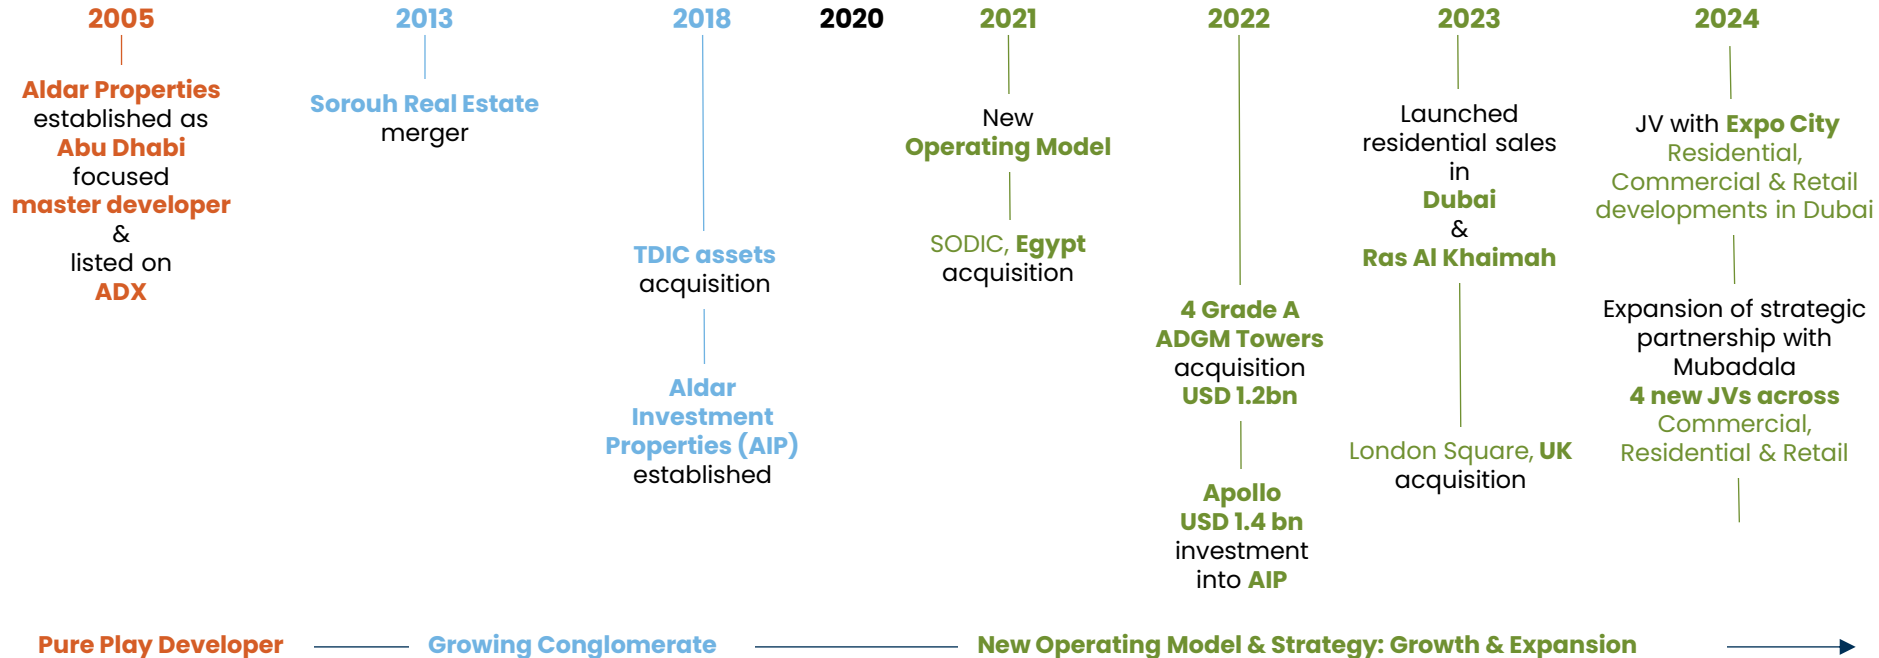 2005
Aldar Properties
established as
Abu Dhabi
focused
master developer
&
listed on
ADX
2013
Sorouh Real Estate
merger
2018
TDIC assets
acquisition
Aldar
Investment
Properties (AIP)
established
2020
2021
New
Operating Model
SODIC, Egypt
acquisition
2022
4 Grade A
ADGM Towers
acquisition
USD 1.2bn
Apollo
USD 1.4 bn
investment
into AIP
2023
Launched
residential sales
in
Dubai
&
Ras Al Khaimah
London Square, UK
acquisition
2024
JV with Expo City
Residential,
Commercial & Retail
developments in Dubai
Expansion of strategic
partnership with
Mubadala
4 new JVs across
Commercial,
Residential & Retail
Pure Play Developer
Growing Conglomerate
New Operating Model & Strategy: Growth & Expansion